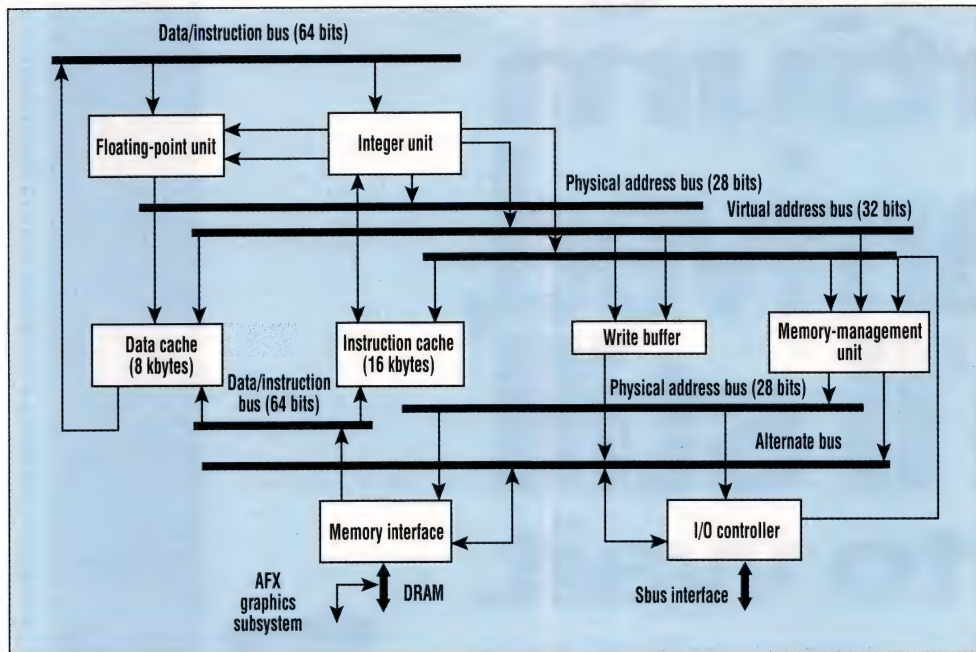 Data/instruction bus (64 bits)
Floating-point unit
Integer unit
Physical address bus (28 bits)
Virtual address bus (32 bits)
Data cache
(8 kbytes)
Instruction cache
(16 kbytes)
Write buffer
Memory-management
unit
Data/instruction
bus (64 bits)
Physical address bus (28 bits)
Alternate bus
Memory interface
I/O controller
AFX
graphics
subsystem
DRAM
Sbus interface